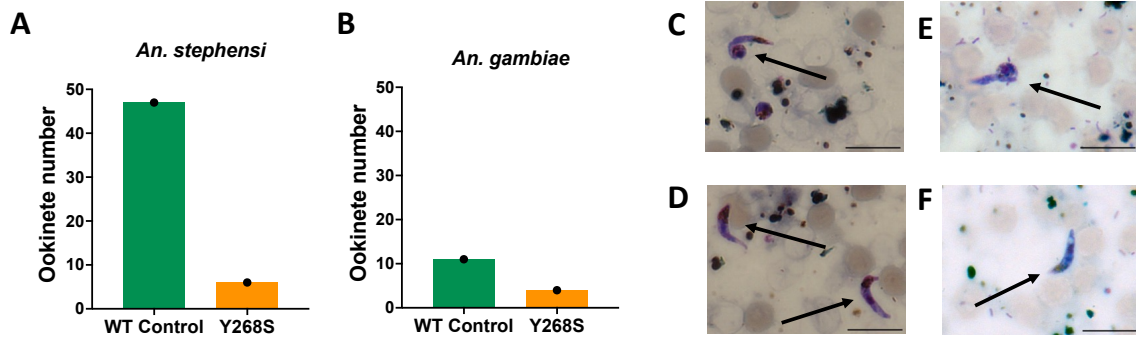 A
An. stephensi
Ookinete number
50
40
30
20
10
0
WT Control Y268S
B
An. gambiae
Ookinete number
50
40
30
20
10
0
WT Control Y268S
C
E
D
F